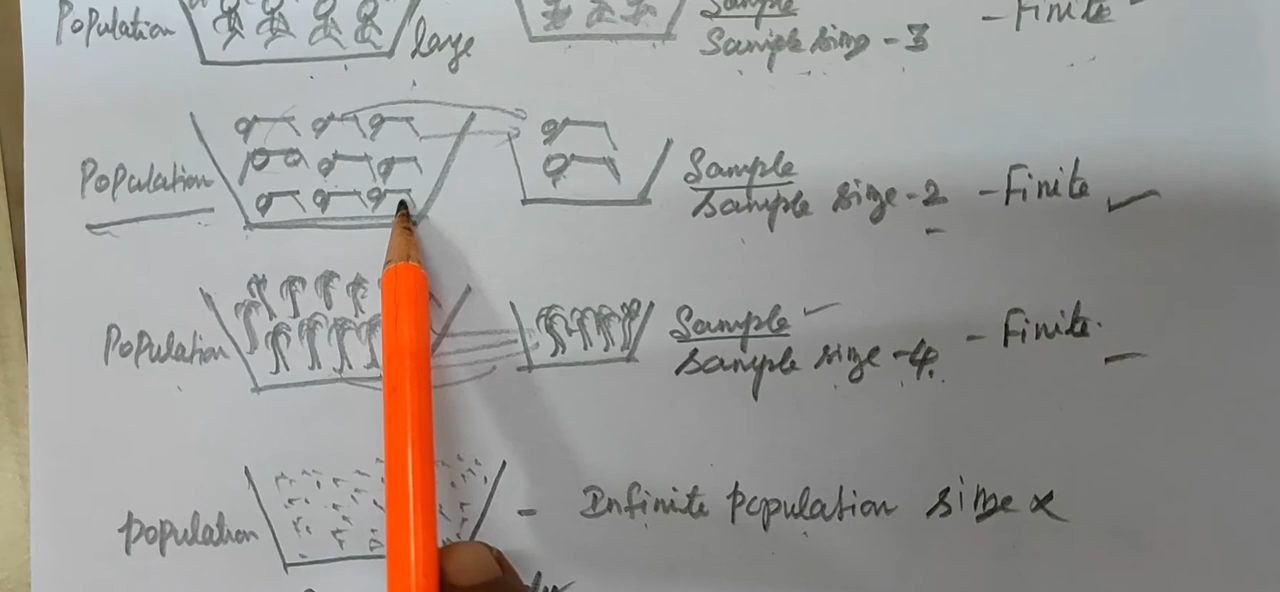 Population
large
Sample
Sample size - 3
- Finite
Population
Sample
sample size - 2
- Finite
Population
Sample
sample size - 4.
- Finite.
population
- Infinite population size